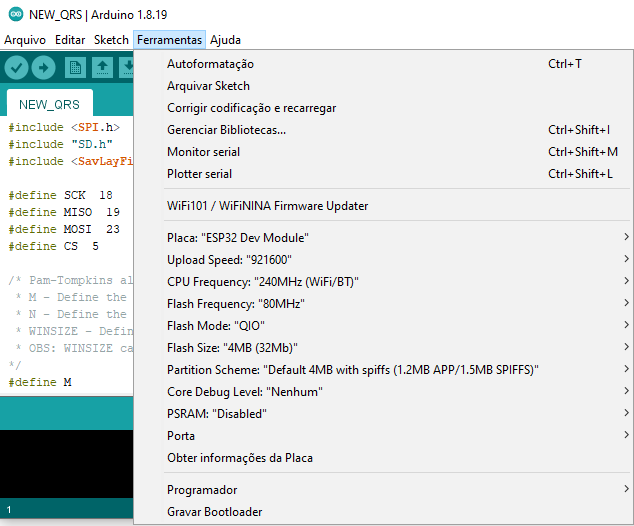 NEW_QRS | Arduino 1.8.19
Arquivo Editar Sketch Ferramentas Ajuda
NEW_QRS
#include <SPI.h>
#include "SD.h"
#include <SavLayFi
#define SCK 18
#define MISO 19
#define MOSI 23
#define CS 5
/* Pam-Tompkins al
* M - Define the
* N - Define the
* WINSIZE - Defin
* OBS: WINSIZE ca
*/
#define M
1
Autoformatação Ctrl+T
Arquivar Sketch
Corrigir codificação e recarregar
Gerenciar Bibliotecas... Ctrl+Shift+I
Monitor serial Ctrl+Shift+M
Plotter serial Ctrl+Shift+L
WiFi101 / WiFiNINA Firmware Updater
Placa: "ESP32 Dev Module"
Upload Speed: "921600"
CPU Frequency: "240MHz (WiFi/BT)"
Flash Frequency: "80MHz"
Flash Mode: "QIO"
Flash Size: "4MB (32Mb)"
Partition Scheme: "Default 4MB with spiffs (1.2MB APP/1.5MB SPIFFS)"
Core Debug Level: "Nenhum"
PSRAM: "Disabled"
Porta
Obter informações da Placa
Programador
Gravar Bootloader